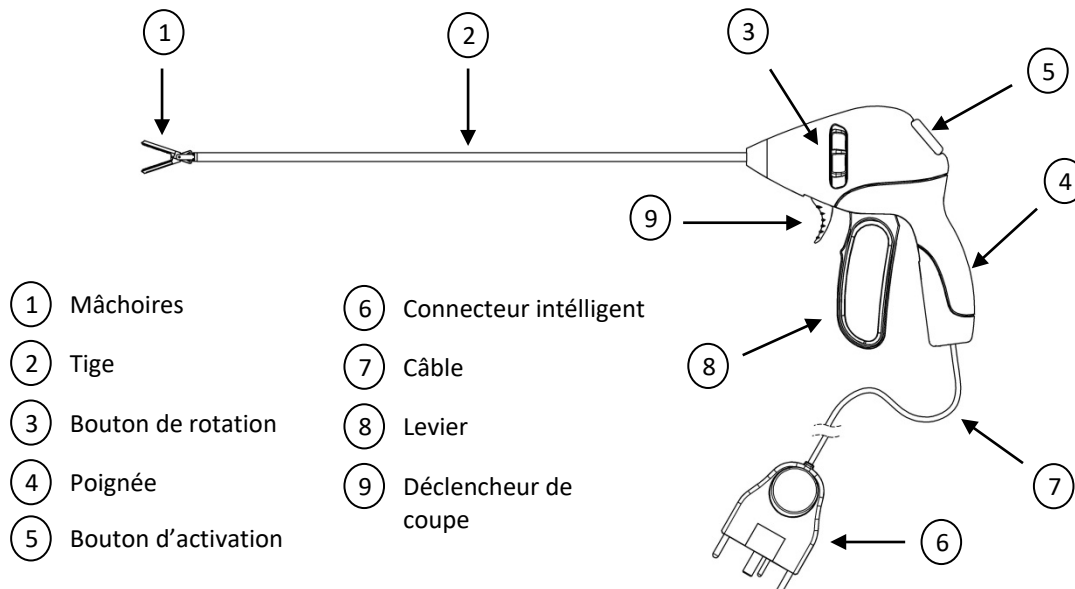 1
2
3
5
4
9
8
7
6
1 Mâchoires
2 Tige
3 Bouton de rotation
4 Poignée
5 Bouton d’activation
6 Connecteur intélligent
7 Câble
8 Levier
9 Déclencheur de
coupe